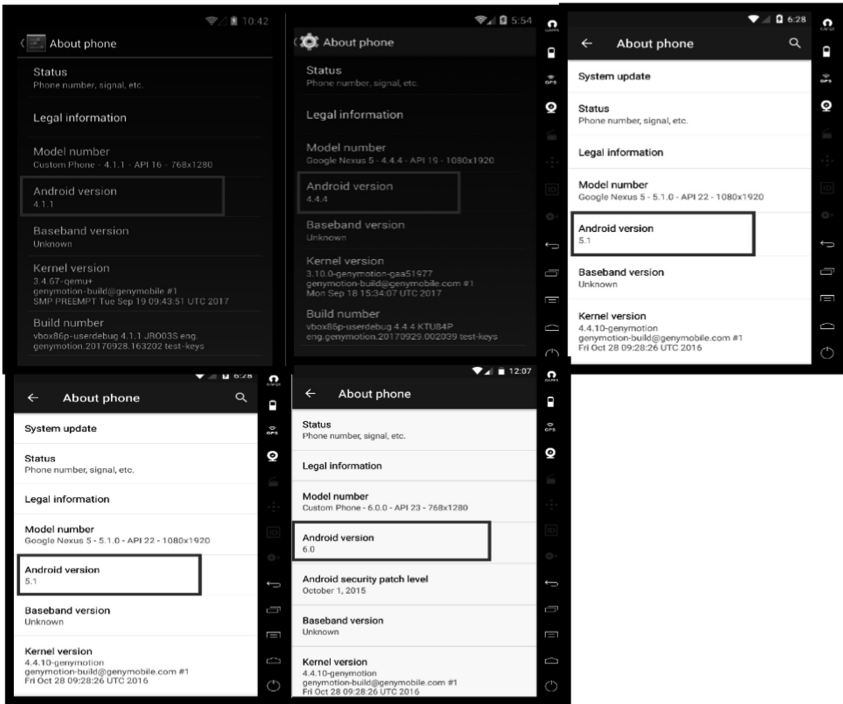 10:42
About phone
Status
Phone number, signal, etc.
Legal information
Model number
Custom Phone - 4.1.1 - API 16 - 768x1280
Android version
4.1.1
Baseband version
Unknown
Kernel version
3.4.67-qemu+
genymotion-build@genymobile #1
SMP PREEMPT Tue Sep 19 09:43:51 UTC 2017
Build number
vbox86p-userdebug 4.1.1 JRO03S eng.
genymotion.20170928.163202 test-keys
5:54
About phone
Status
Phone number, signal, etc.
Legal information
Model number
Google Nexus 5 - 4.4.4 - API 19 - 1080x1920
Android version
4.4.4
Baseband version
Unknown
Kernel version
3.10.0-genymotion-gaa51977
genymotion-build@genymobile.com #1
Mon Sep 18 15:34:07 UTC 2017
Build number
vbox86p-userdebug 4.4.4 KTU84P
eng.genymotion.20170929.002039 test-keys
GPS
6:28
About phone
System update
Status
Phone number, signal, etc.
Legal information
Model number
Google Nexus 5 - 5.1.0 - API 22 - 1080x1920
Android version
5.1
Baseband version
Unknown
Kernel version
4.4.10-genymotion
genymotion-build@genymobile.com #1
Fri Oct 28 09:28:26 UTC 2016
GPS
6:28
About phone
System update
Status
Phone number, signal, etc.
Legal information
Model number
Google Nexus 5 - 5.1.0 - API 22 - 1080x1920
Android version
5.1
Baseband version
Unknown
Kernel version
4.4.10-genymotion
genymotion-build@genymobile.com #1
Fri Oct 28 09:28:26 UTC 2016
GPS
12:07
About phone
Status
Phone number, signal, etc.
Legal information
Model number
Custom Phone - 6.0.0 - API 23 - 768x1280
Android version
6.0
Android security patch level
October 1, 2015
Baseband version
Unknown
Kernel version
4.4.10-genymotion
genymotion-build@genymobile.com #1
Fri Oct 28 09:28:26 UTC 2016
GPS